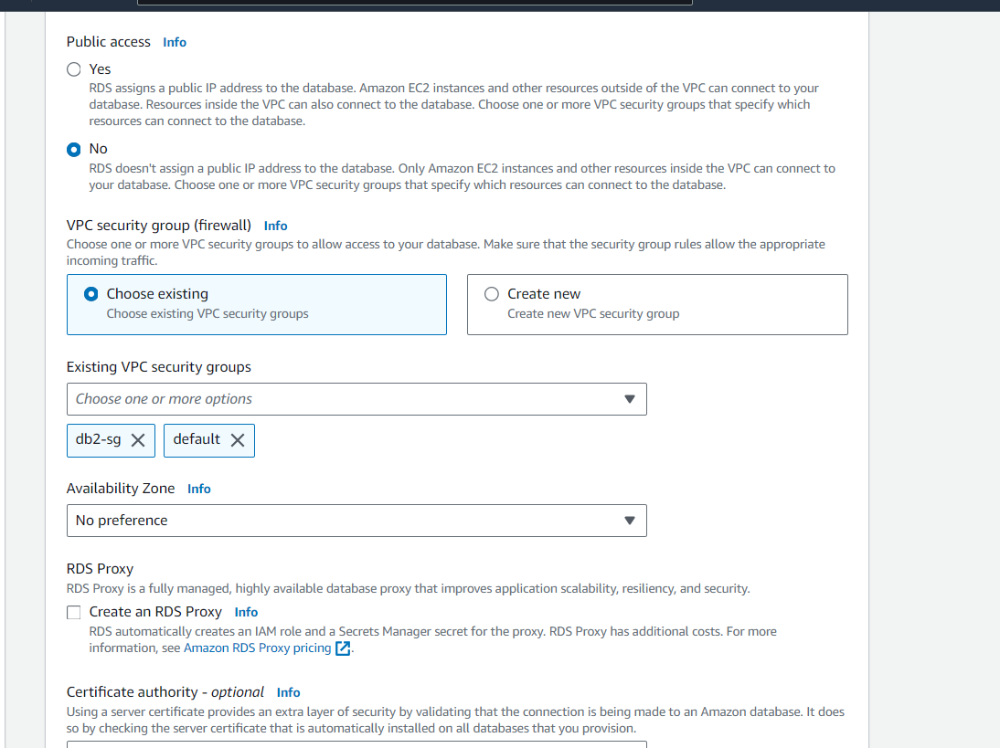 Public access Info
Yes
RDS assigns a public IP address to the database. Amazon EC2 instances and other resources outside of the VPC can connect to your
database. Resources inside the VPC can also connect to the database. Choose one or more VPC security groups that specify which
resources can connect to the database.
No
RDS doesn't assign a public IP address to the database. Only Amazon EC2 instances and other resources inside the VPC can connect to
your database. Choose one or more VPC security groups that specify which resources can connect to the database.
VPC security group (firewall) Info
Choose one or more VPC security groups to allow access to your database. Make sure that the security group rules allow the appropriate
incoming traffic.
Choose existing
Choose existing VPC security groups
Create new
Create new VPC security group
Existing VPC security groups
Choose one or more options
db2-sg default
Availability Zone Info
No preference
RDS Proxy
RDS Proxy is a fully managed, highly available database proxy that improves application scalability, resiliency, and security.
Create an RDS Proxy Info
RDS automatically creates an IAM role and a Secrets Manager secret for the proxy. RDS Proxy has additional costs. For more
information, see Amazon RDS Proxy pricing.
Certificate authority - optional Info
Using a server certificate provides an extra layer of security by validating that the connection is being made to an Amazon database. It does
so by checking the server certificate that is automatically installed on all databases that you provision.